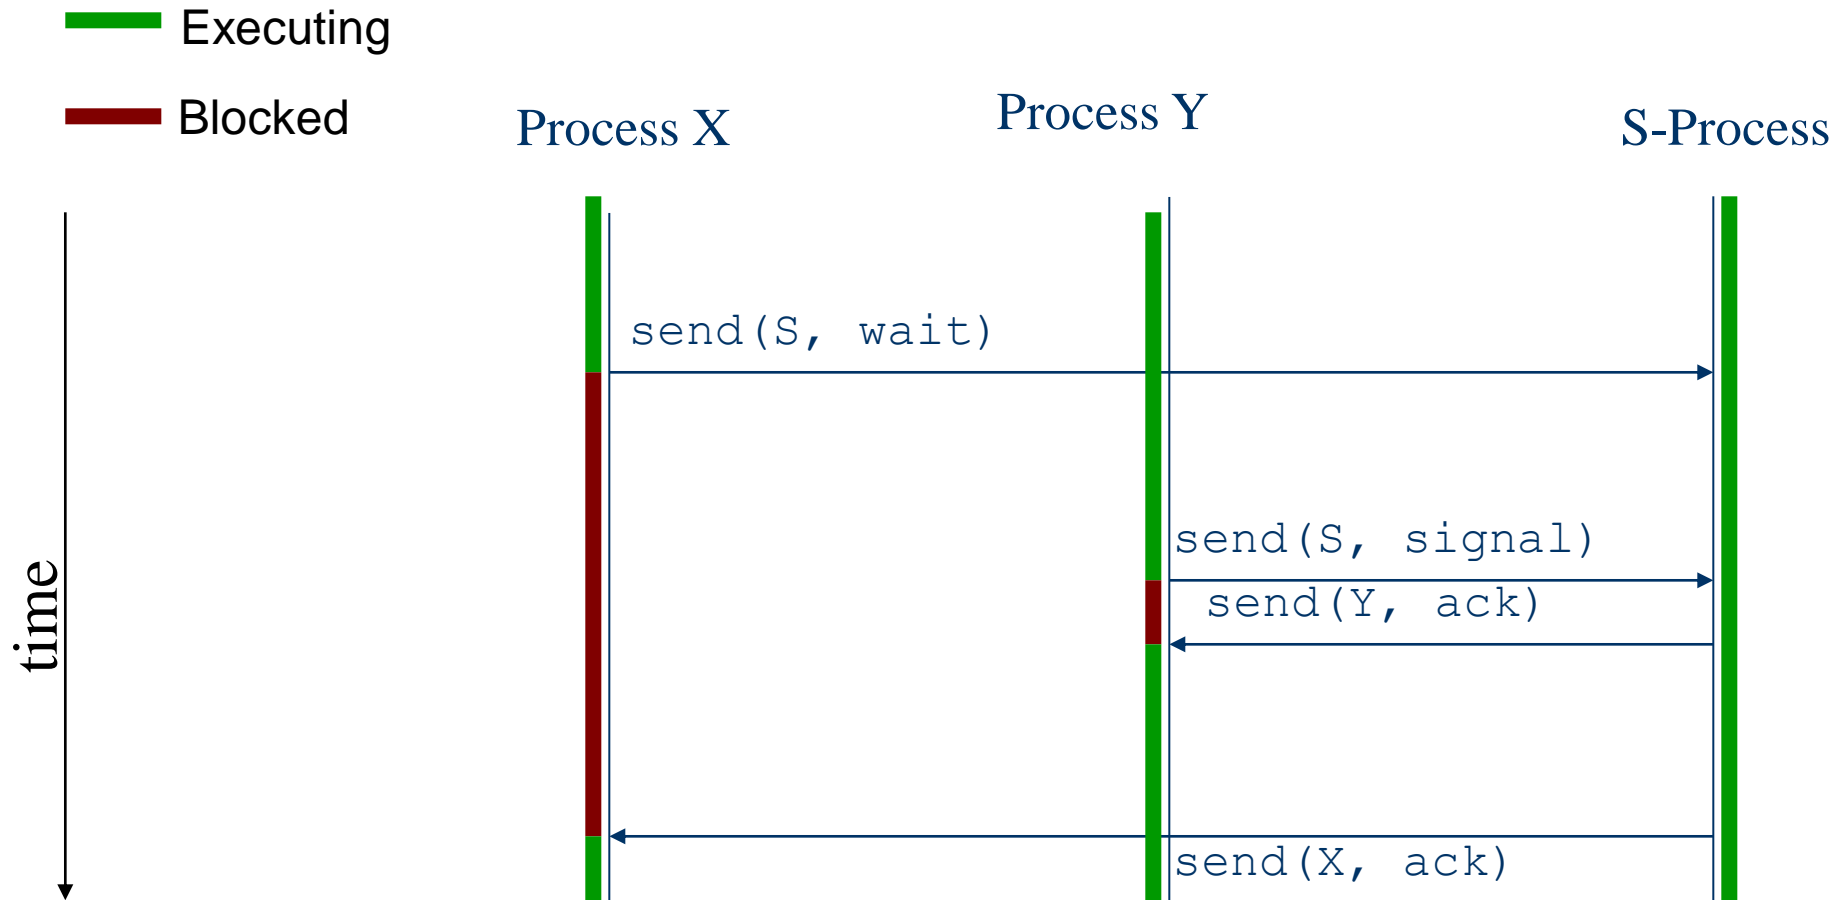 Executing
Blocked
Process X
Process Y
S-Process
send(S, wait)
send(S, signal)
send(Y, ack)
time
send(X, ack)